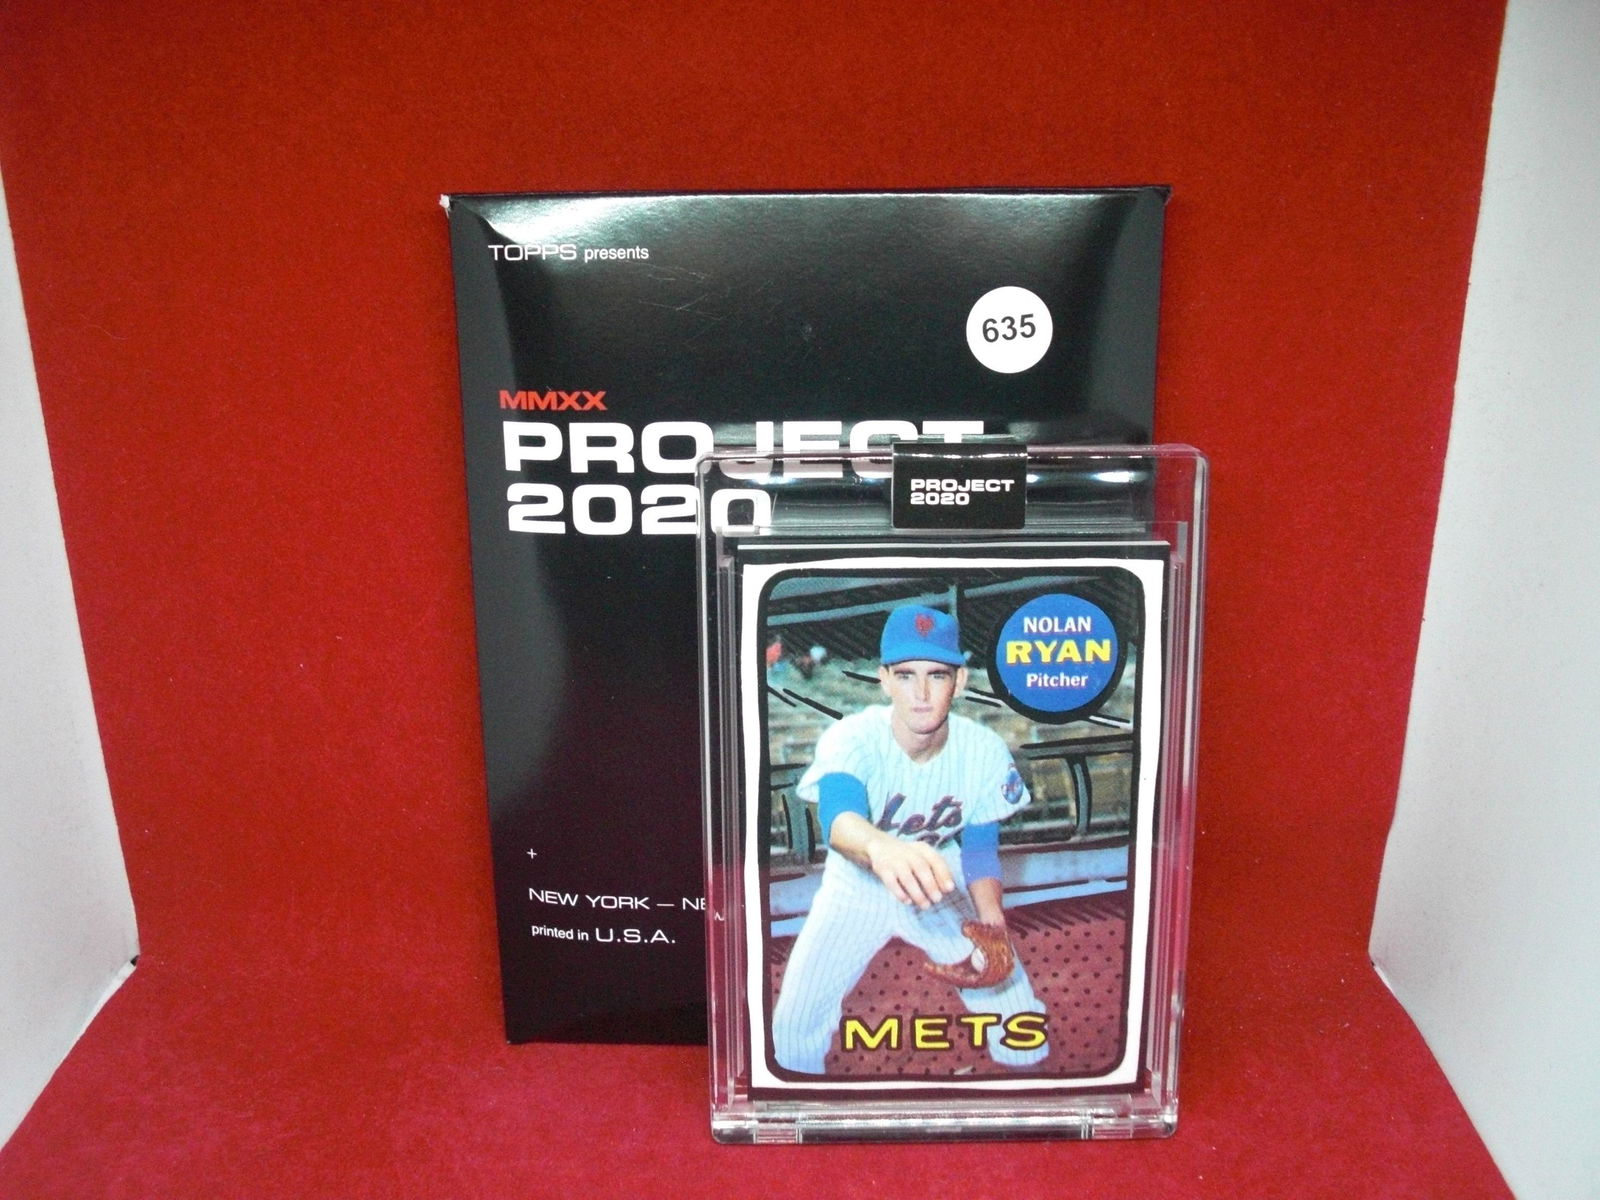 TOPPS presents
635
MMXX
PROJECT
2020
PROJECT
2020
NOLAN
RYAN
Pitcher
Mets
METS
+
NEW YORK — NE
printed in U.S.A.